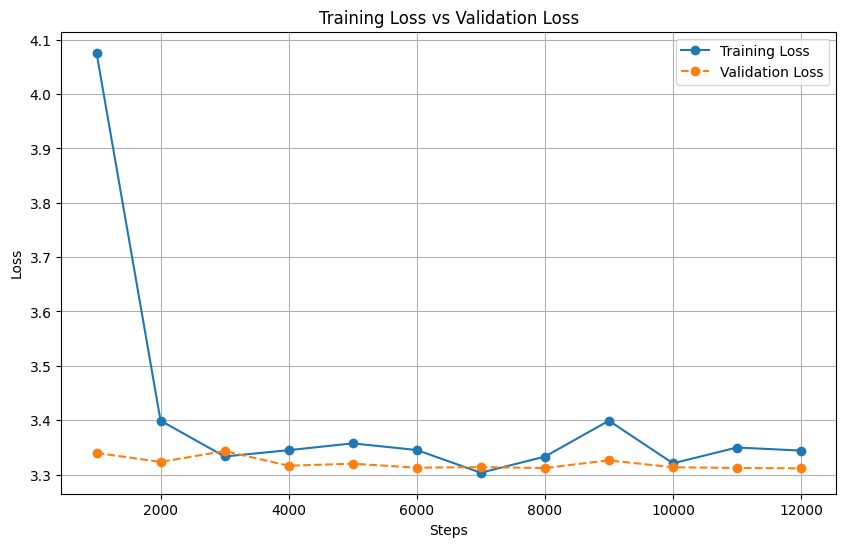 Training Loss vs Validation Loss
Training Loss
Validation Loss
4.1
4.0
3.9
3.8
3.7
3.6
3.5
3.4
3.3
Loss
2000 4000 6000 8000 10000 12000
Steps